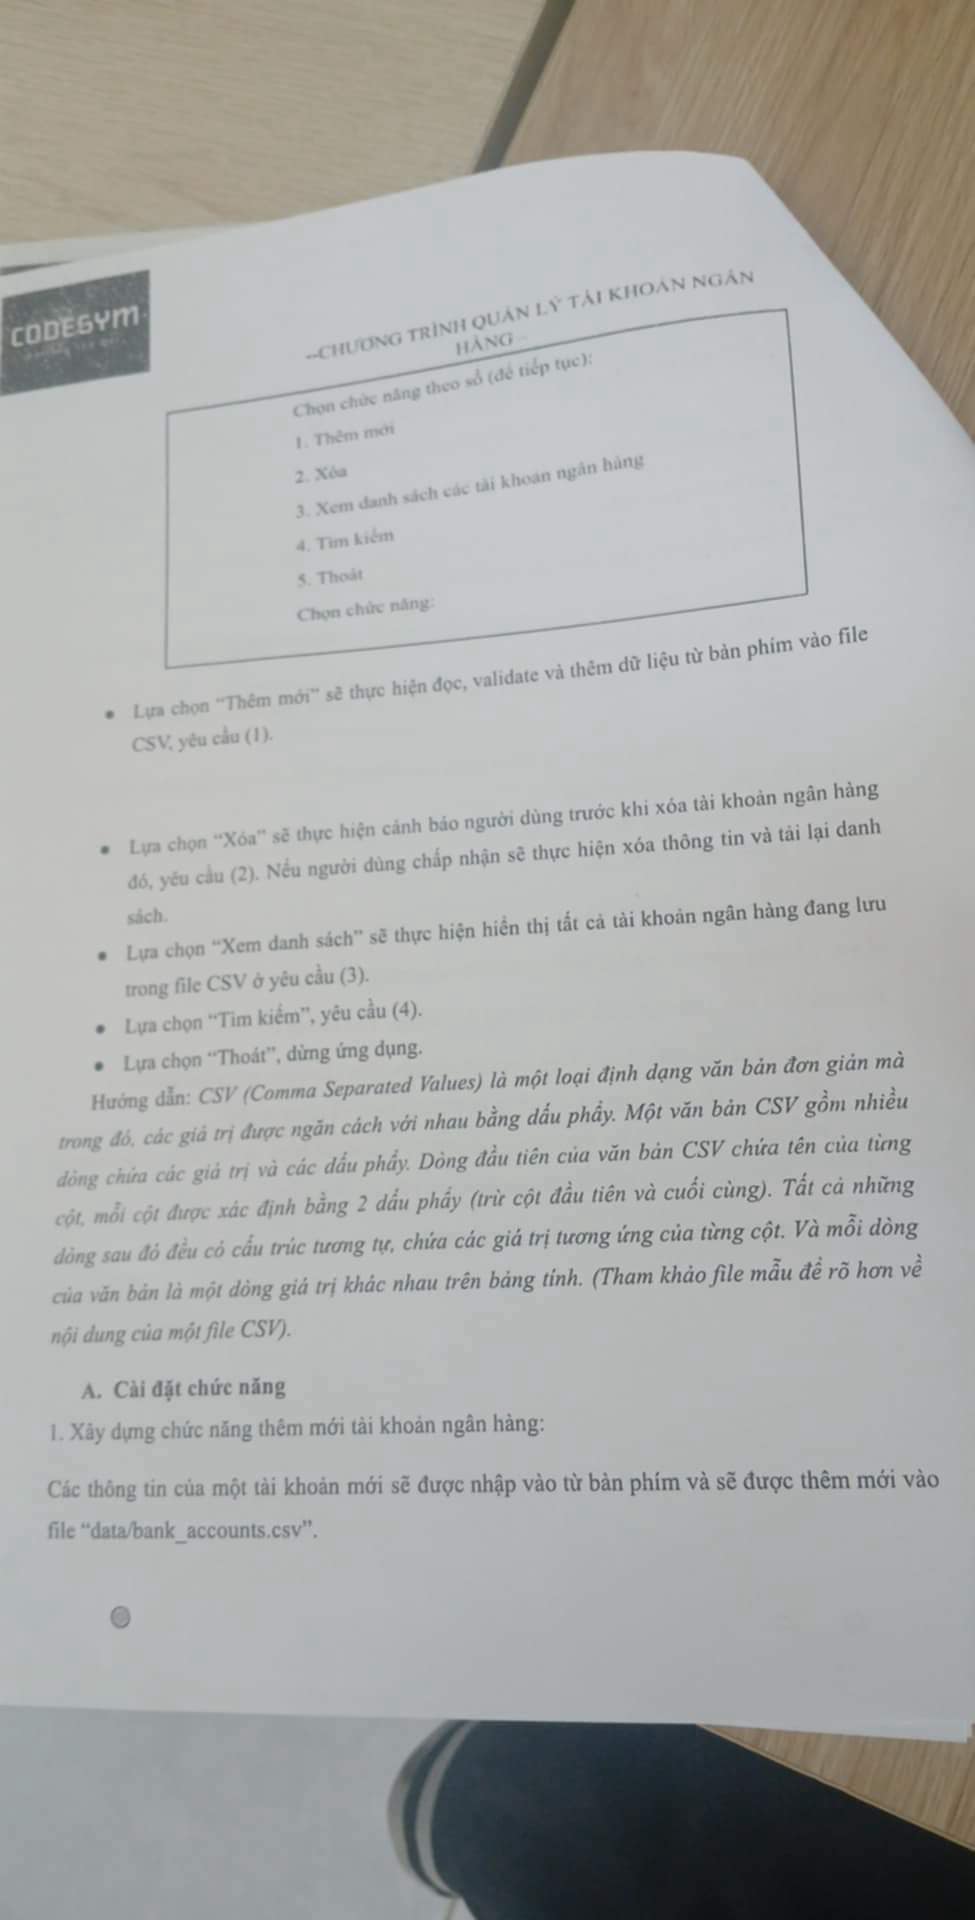 CODEGYM
--CHƯƠNG TRÌNH QUẢN LÝ TÀI KHOẢN NGÂN
HÀNG--
Chọn chức năng theo số (để tiếp tục):
1. Thêm mới
2. Xóa
3. Xem danh sách các tài khoản ngân hàng
4. Tìm kiếm
5. Thoát
Chọn chức năng:
• Lựa chọn “Thêm mới” sẽ thực hiện đọc, validate và thêm dữ liệu từ bàn phím vào file
CSV, yêu cầu (1).
• Lựa chọn “Xóa” sẽ thực hiện cảnh báo người dùng trước khi xóa tài khoản ngân hàng
đó, yêu cầu (2). Nếu người dùng chấp nhận sẽ thực hiện xóa thông tin và tải lại danh
sách.
• Lựa chọn “Xem danh sách” sẽ thực hiện hiển thị tất cả tài khoản ngân hàng đang lưu
trong file CSV ở yêu cầu (3).
• Lựa chọn “Tìm kiếm”, yêu cầu (4).
• Lựa chọn “Thoát”, dừng ứng dụng.
Hướng dẫn: CSV (Comma Separated Values) là một loại định dạng văn bản đơn giản mà
trong đó, các giá trị được ngăn cách với nhau bằng dấu phẩy. Một văn bản CSV gồm nhiều
dòng chứa các giá trị và các dấu phẩy. Dòng đầu tiên của văn bản CSV chứa tên của từng
cột, mỗi cột được xác định bằng 2 dấu phẩy (trừ cột đầu tiên và cuối cùng). Tất cả những
dòng sau đó đều có cấu trúc tương tự, chứa các giá trị tương ứng của từng cột. Và mỗi dòng
của văn bản là một dòng giá trị khác nhau trên bảng tính. (Tham khảo file mẫu để rõ hơn về
nội dung của một file CSV).
A. Cài đặt chức năng
1. Xây dựng chức năng thêm mới tài khoản ngân hàng:
Các thông tin của một tài khoản mới sẽ được nhập vào từ bàn phím và sẽ được thêm mới vào
file “data/bank_accounts.csv”.